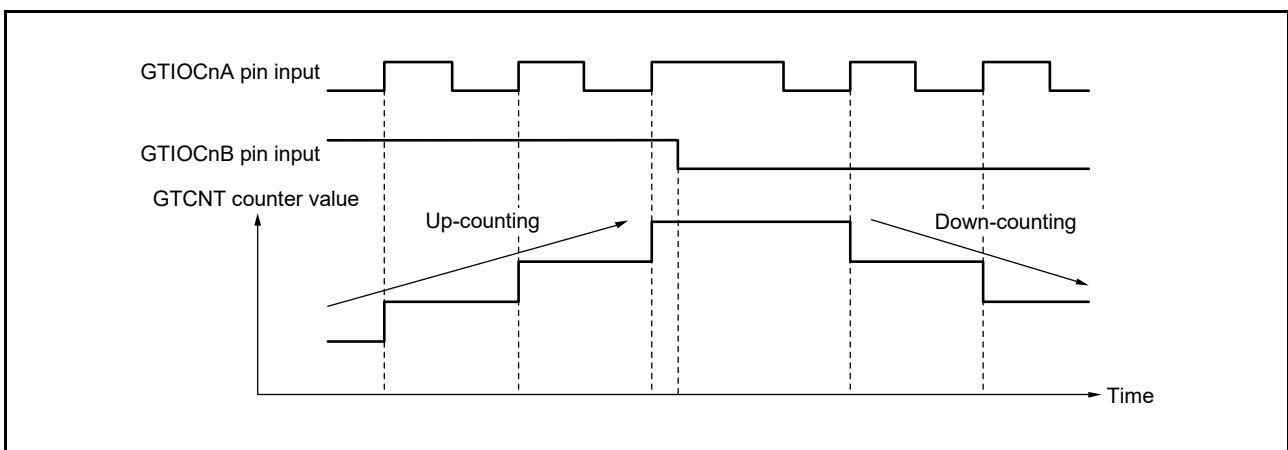 GTIOCnA pin input
GTIOCnB pin input
GTCNT counter value
Up-counting
Down-counting
Time